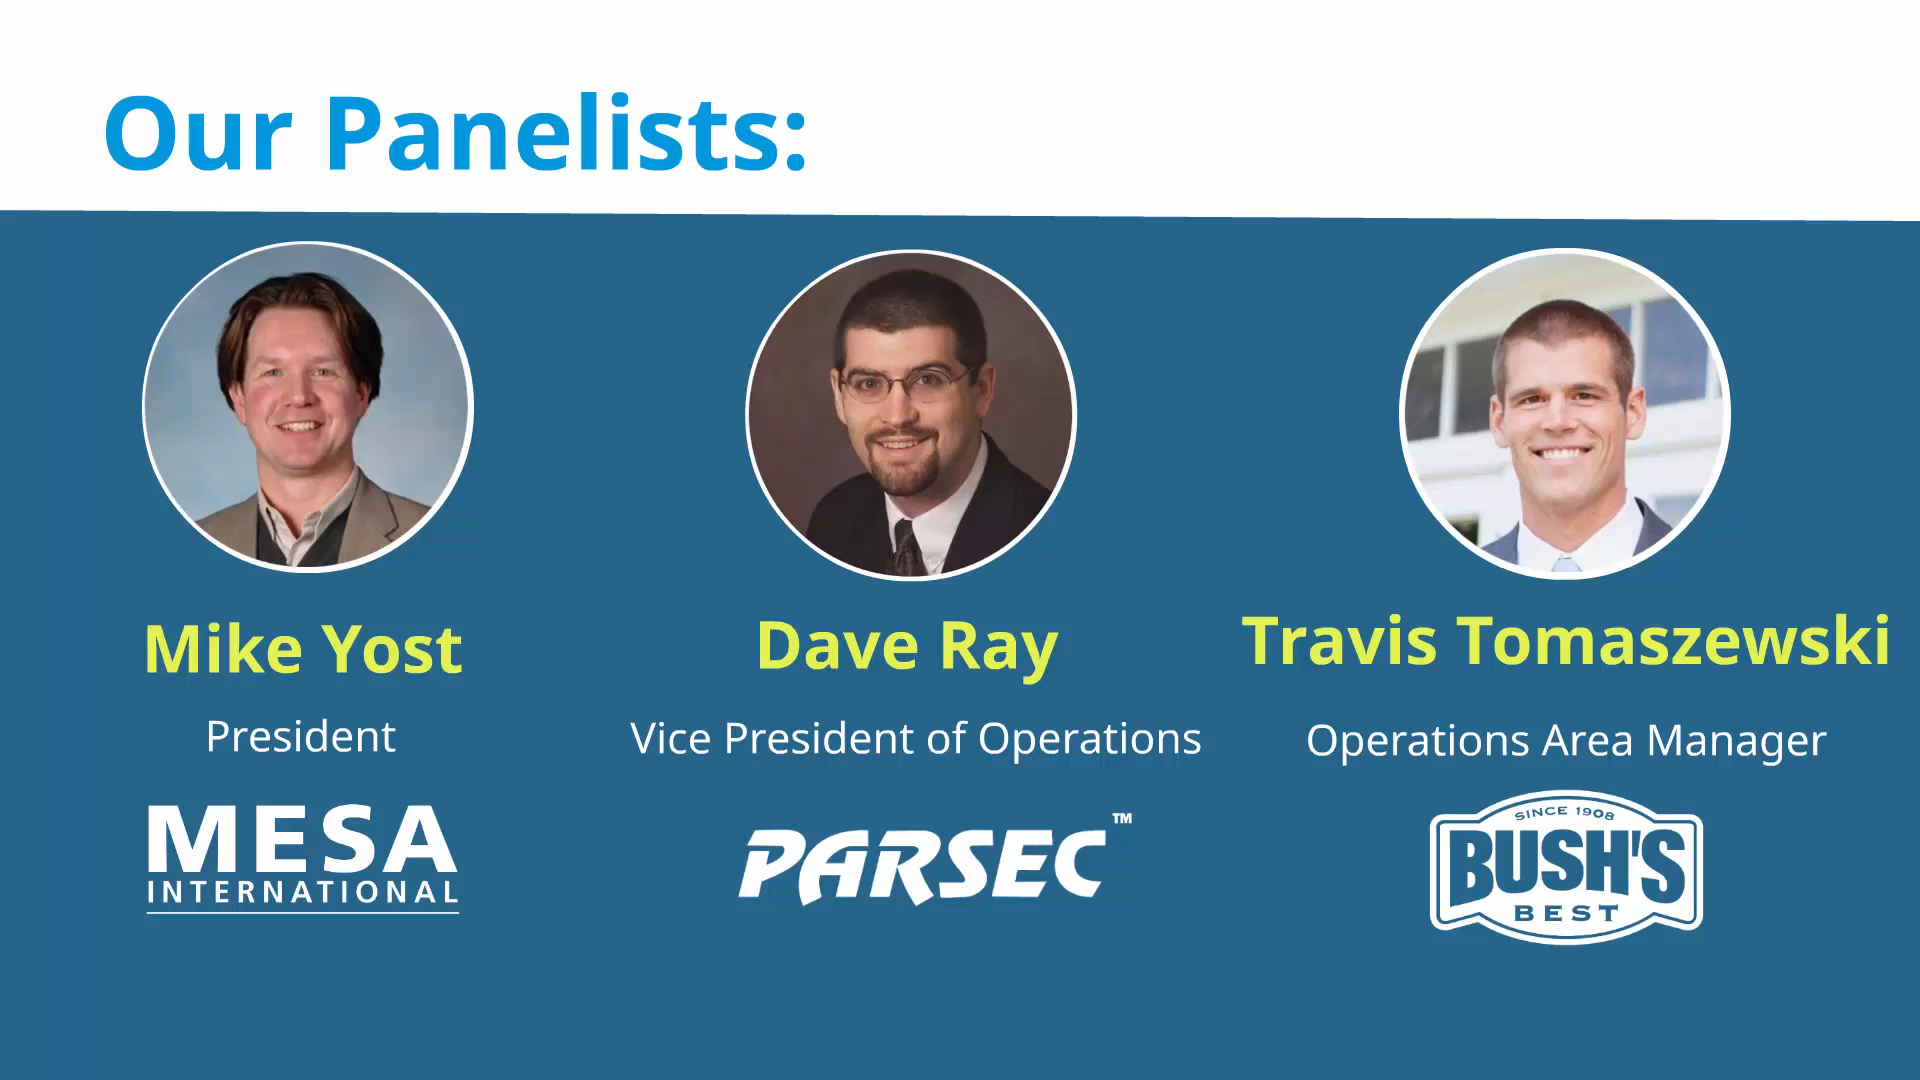 Our Panelists:
Mike Yost
President
MESA
INTERNATIONAL
Dave Ray
Vice President of Operations
PARSEC™
Travis Tomaszewski
Operations Area Manager
SINCE 1908
BUSH'S
BEST